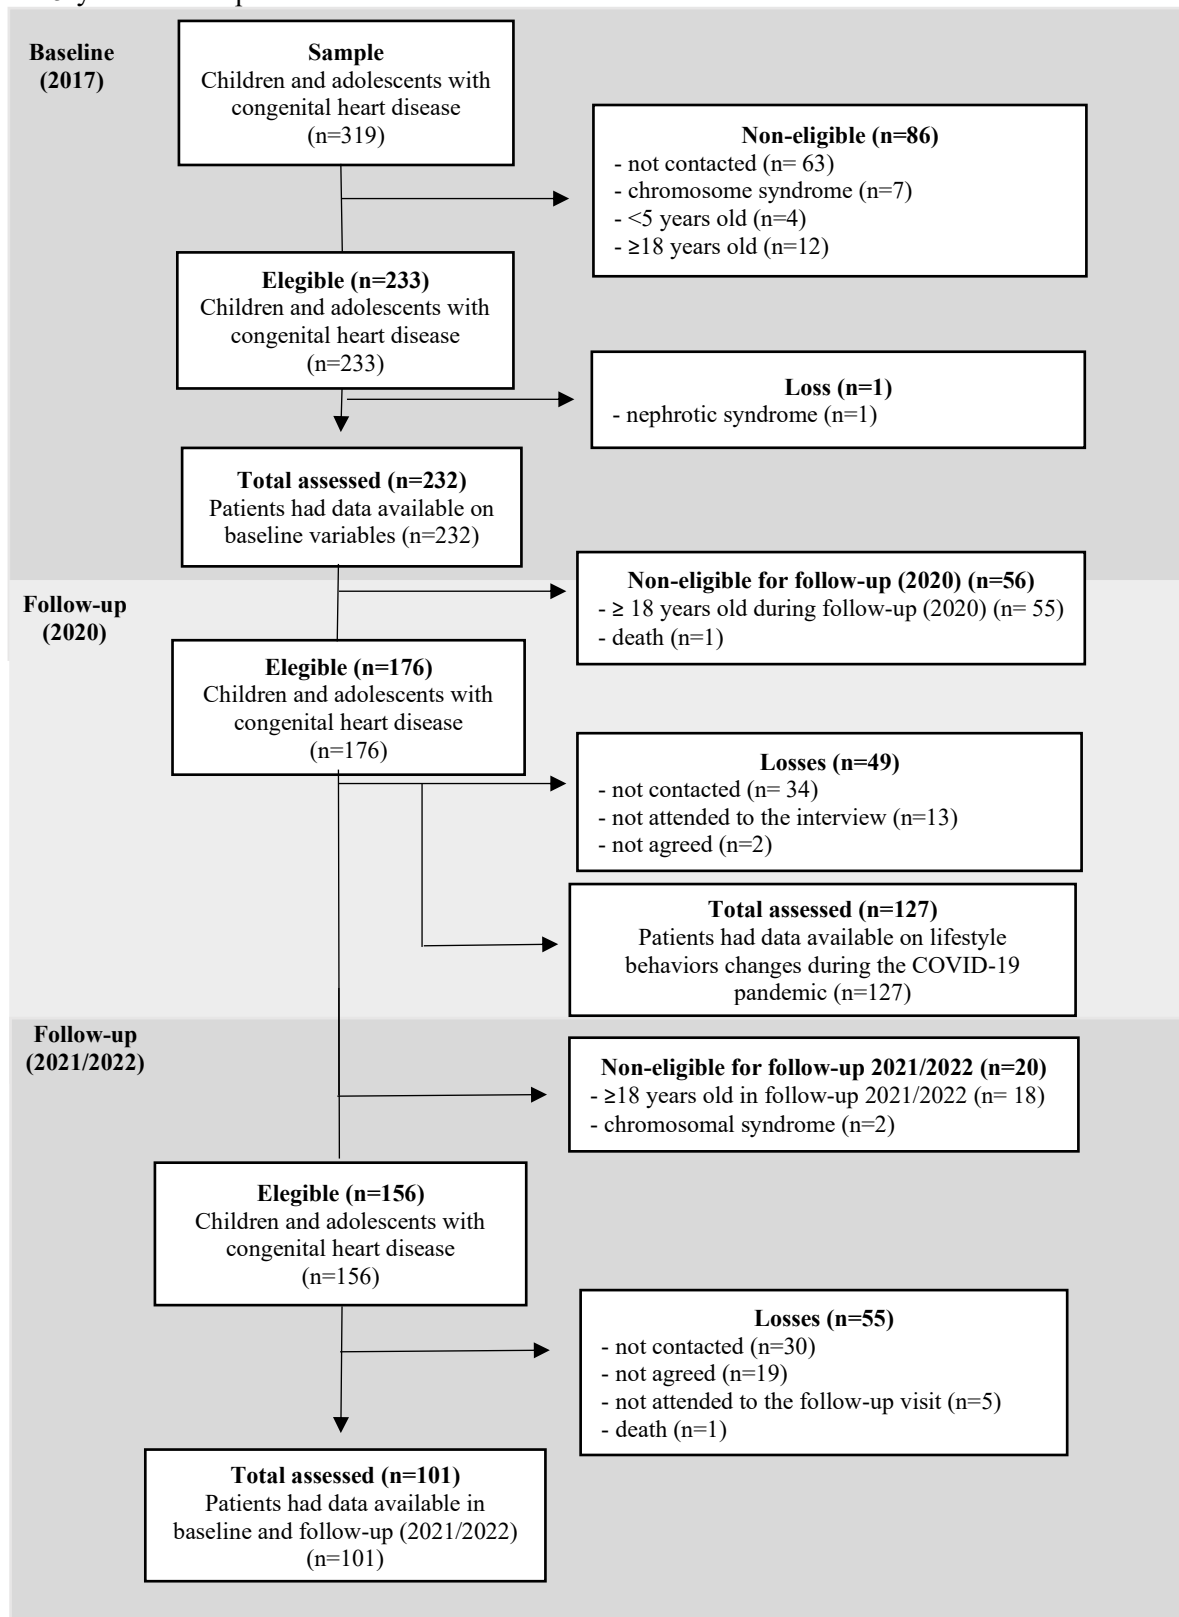 Baseline
(2017)
Sample
Children and adolescents with
congenital heart disease
(n=319)
Non-eligible (n=86)
- not contacted (n= 63)
- chromosome syndrome (n=7)
- <5 years old (n=4)
- ≥18 years old (n=12)
Elegible (n=233)
Children and adolescents with
congenital heart disease
(n=233)
Loss (n=1)
- nephrotic syndrome (n=1)
Total assessed (n=232)
Patients had data available on
baseline variables (n=232)
Follow-up
(2020)
Non-eligible for follow-up (2020) (n=56)
- ≥ 18 years old during follow-up (2020) (n= 55)
- death (n=1)
Elegible (n=176)
Children and adolescents with
congenital heart disease
(n=176)
Losses (n=49)
- not contacted (n= 34)
- not attended to the interview (n=13)
- not agreed (n=2)
Total assessed (n=127)
Patients had data available on lifestyle
behaviors changes during the COVID-19
pandemic (n=127)
Follow-up
(2021/2022)
Non-eligible for follow-up 2021/2022 (n=20)
- ≥18 years old in follow-up 2021/2022 (n= 18)
- chromosomal syndrome (n=2)
Elegible (n=156)
Children and adolescents with
congenital heart disease
(n=156)
Losses (n=55)
- not contacted (n=30)
- not agreed (n=19)
- not attended to the follow-up visit (n=5)
- death (n=1)
Total assessed (n=101)
Patients had data available in
baseline and follow-up (2021/2022)
(n=101)